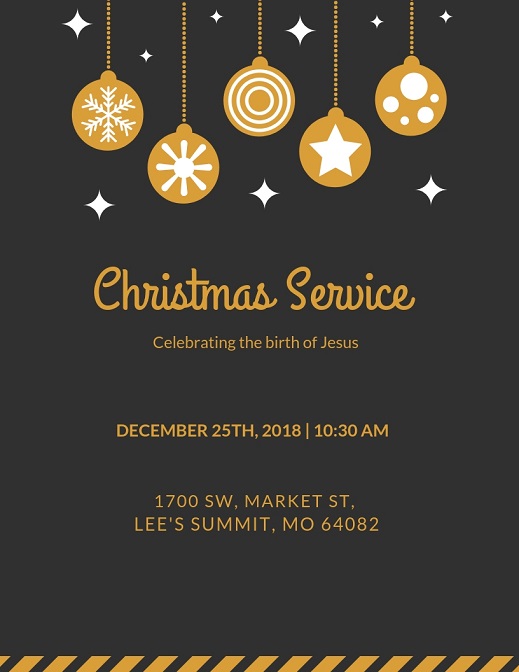 Christmas Service
Celebrating the birth of Jesus
DECEMBER 25TH, 2018 | 10:30 AM
1700 SW, MARKET ST,
LEE'S SUMMIT, MO 64082